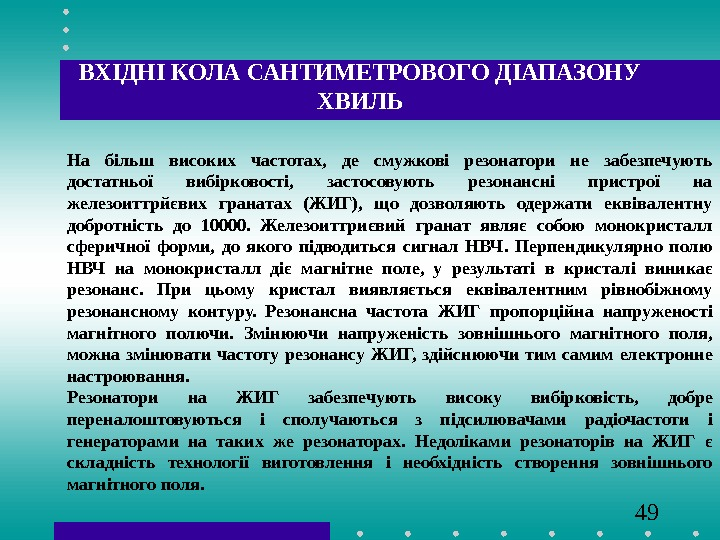 ВХІДНІ КОЛА САНТИМЕТРОВОГО ДІАПАЗОНУ
ХВИЛЬ
На більш високих частотах, де смужкові резонатори не забезпечують
достатньої вибірковості, застосовують резонансні пристрої на
железоиттрйєвих гранатах (ЖИГ), що дозволяють одержати еквівалентну
добротність до 10000. Железоиттриєвий гранат являє собою монокристалл
сферичної форми, до якого підводиться сигнал НВЧ. Перпендикулярно полю
НВЧ на монокристалл діє магнітне поле, у результаті в кристалі виникає
резонанс. При цьому кристал виявляється еквівалентним рівнобіжному
резонансному контуру. Резонансна частота ЖИГ пропорційна напруженості
магнітного полючи. Змінюючи напруженість зовнішнього магнітного поля,
можна змінювати частоту резонансу ЖИГ, здійснюючи тим самим електронне
настроювання.
Резонатори на ЖИГ забезпечують високу вибірковість, добре
переналоштовуються і сполучаються з підсилювачами радіочастоти і
генераторами на таких же резонаторах. Недоліками резонаторів на ЖИГ є
складність технології виготовлення і необхідність створення зовнішнього
магнітного поля.
49